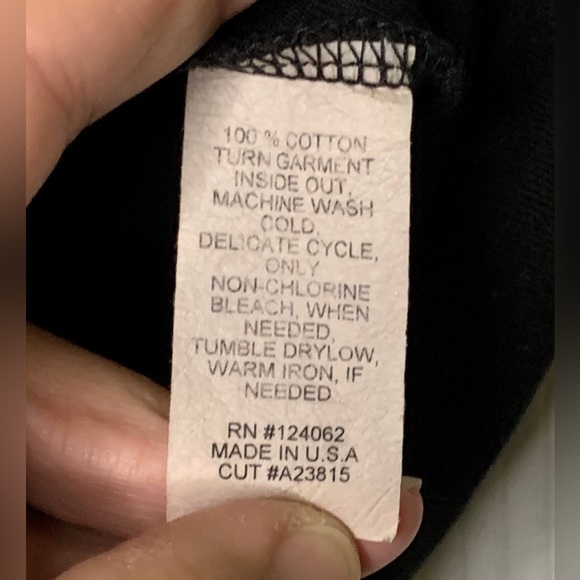 100 % COTTON
TURN GARMENT
INSIDE OUT,
MACHINE WASH
COLD,
DELICATE CYCLE,
ONLY
NON-CHLORINE
BLEACH, WHEN
NEEDED,
TUMBLE DRYLOW,
WARM IRON, IF
NEEDED
RN #124062
MADE IN U.S.A
CUT #A23815